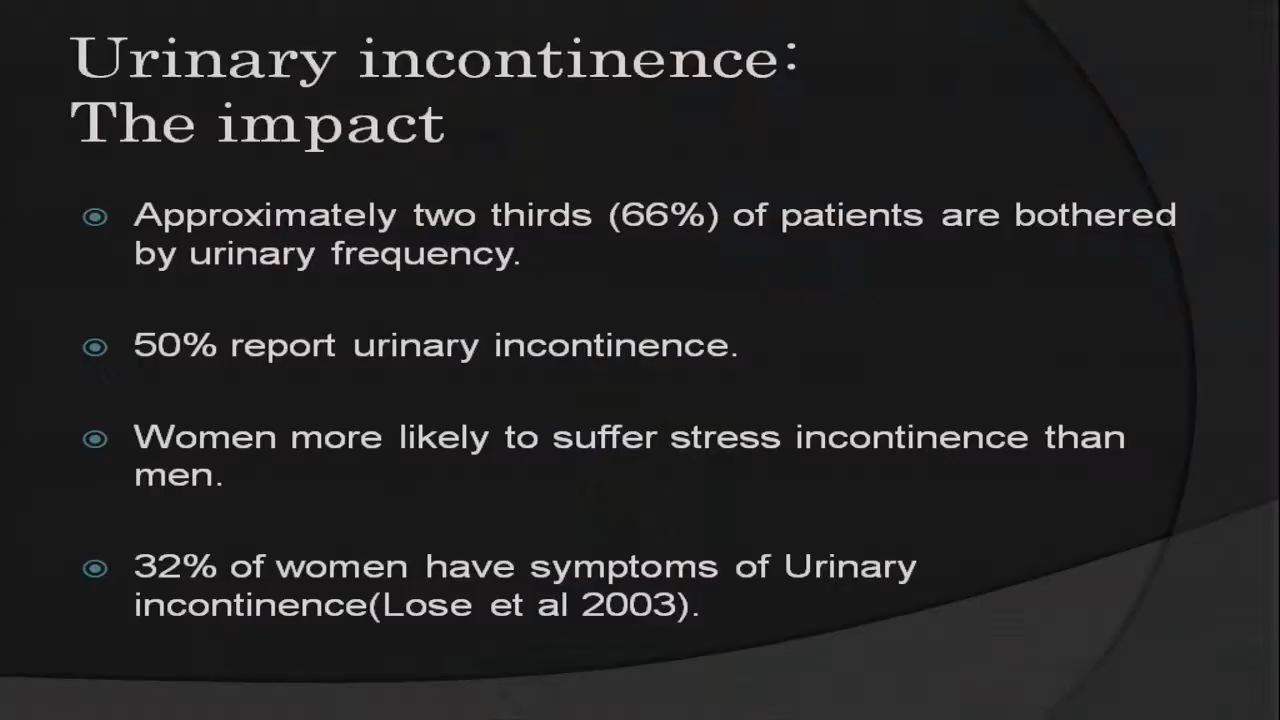 Urinary incontinence:
The impact
Approximately two thirds (66%) of patients are bothered
by urinary frequency.
50% report urinary incontinence.
Women more likely to suffer stress incontinence than
men.
32% of women have symptoms of Urinary
incontinence(Lose et al 2003).